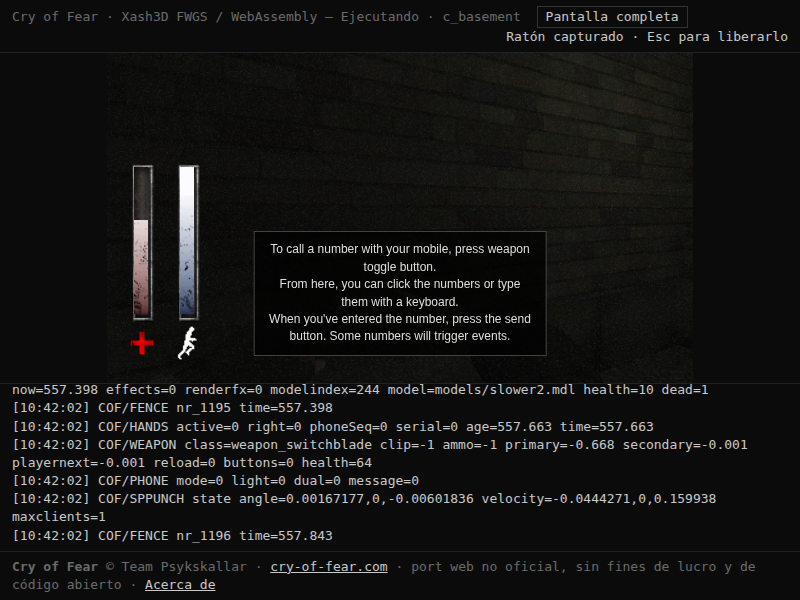 Cry of Fear · Xash3D FWGS / WebAssembly — Ejecutando · c_basement
Pantalla completa
Ratón capturado · Esc para liberarlo
To call a number with your mobile, press weapon
toggle button.
From here, you can click the numbers or type
them with a keyboard.
When you've entered the number, press the send
button. Some numbers will trigger events.
now=557.398 effects=0 renderfx=0 modelindex=244 model=models/slower2.mdl health=10 dead=1
[10:42:02] COF/FENCE nr_1195 time=557.398
[10:42:02] COF/HANDS active=0 right=0 phoneSeq=0 serial=0 age=557.663 time=557.663
[10:42:02] COF/WEAPON class=weapon_switchblade clip=-1 ammo=-1 primary=-0.668 secondary=-0.001
playernext=-0.001 reload=0 buttons=0 health=64
[10:42:02] COF/PHONE mode=0 light=0 dual=0 message=0
[10:42:02] COF/SPPUNCH state angle=0.00167177,0,-0.00601836 velocity=-0.0444271,0,0.159938
maxclients=1
[10:42:02] COF/FENCE nr_1196 time=557.843
Cry of Fear © Team Psykskallar · cry-of-fear.com · port web no oficial, sin fines de lucro y de
código abierto · Acerca de